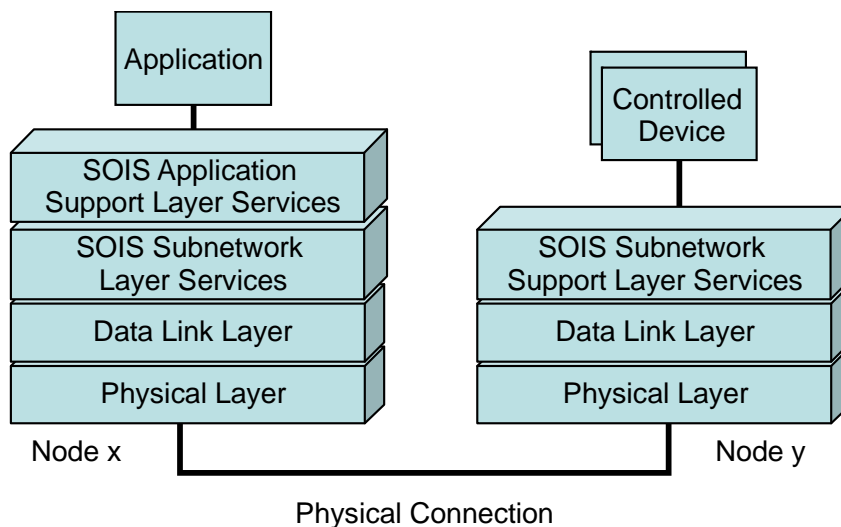 Application
SOIS Application
Support Layer Services
SOIS Subnetwork
Layer Services
Data Link Layer
Physical Layer
Node x
Controlled
Device
SOIS Subnetwork
Support Layer Services
Data Link Layer
Physical Layer
Node y
Physical Connection